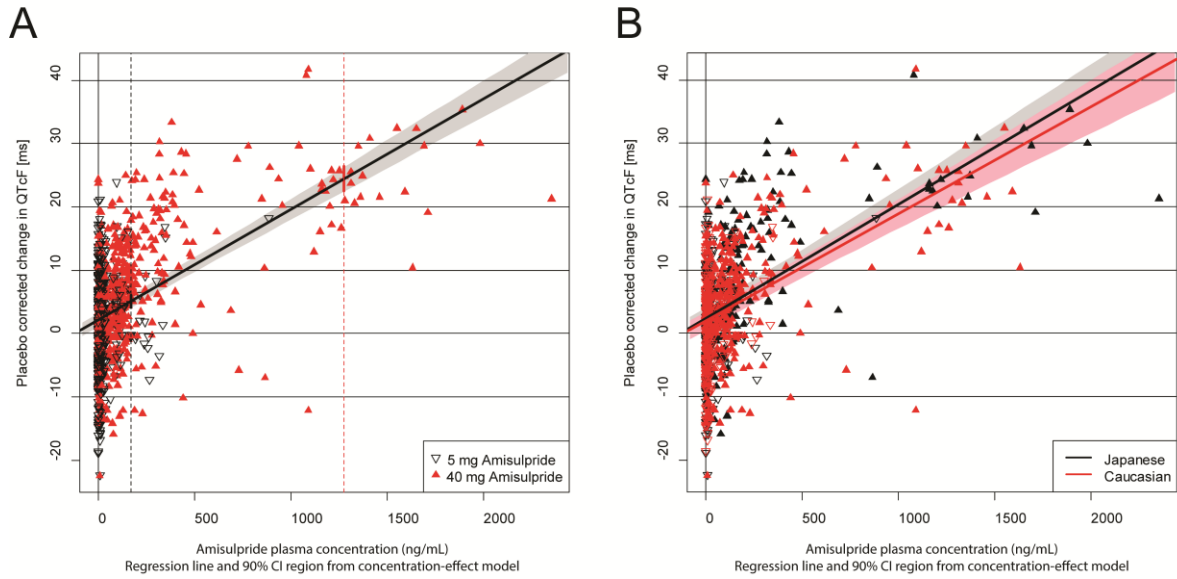 A
Placebo corrected change in QTcF [ms]
40
30
20
10
0
-10
-20
5 mg Amisulpride
40 mg Amisulpride
0 500 1000 1500 2000
Amisulpride plasma concentration (ng/mL)
Regression line and 90% CI region from concentration-effect model
B
Placebo corrected change in QTcF [ms]
40
30
20
10
0
-10
-20
Japanese
Caucasian
0 500 1000 1500 2000
Amisulpride plasma concentration (ng/mL)
Regression line and 90% CI region from concentration-effect model